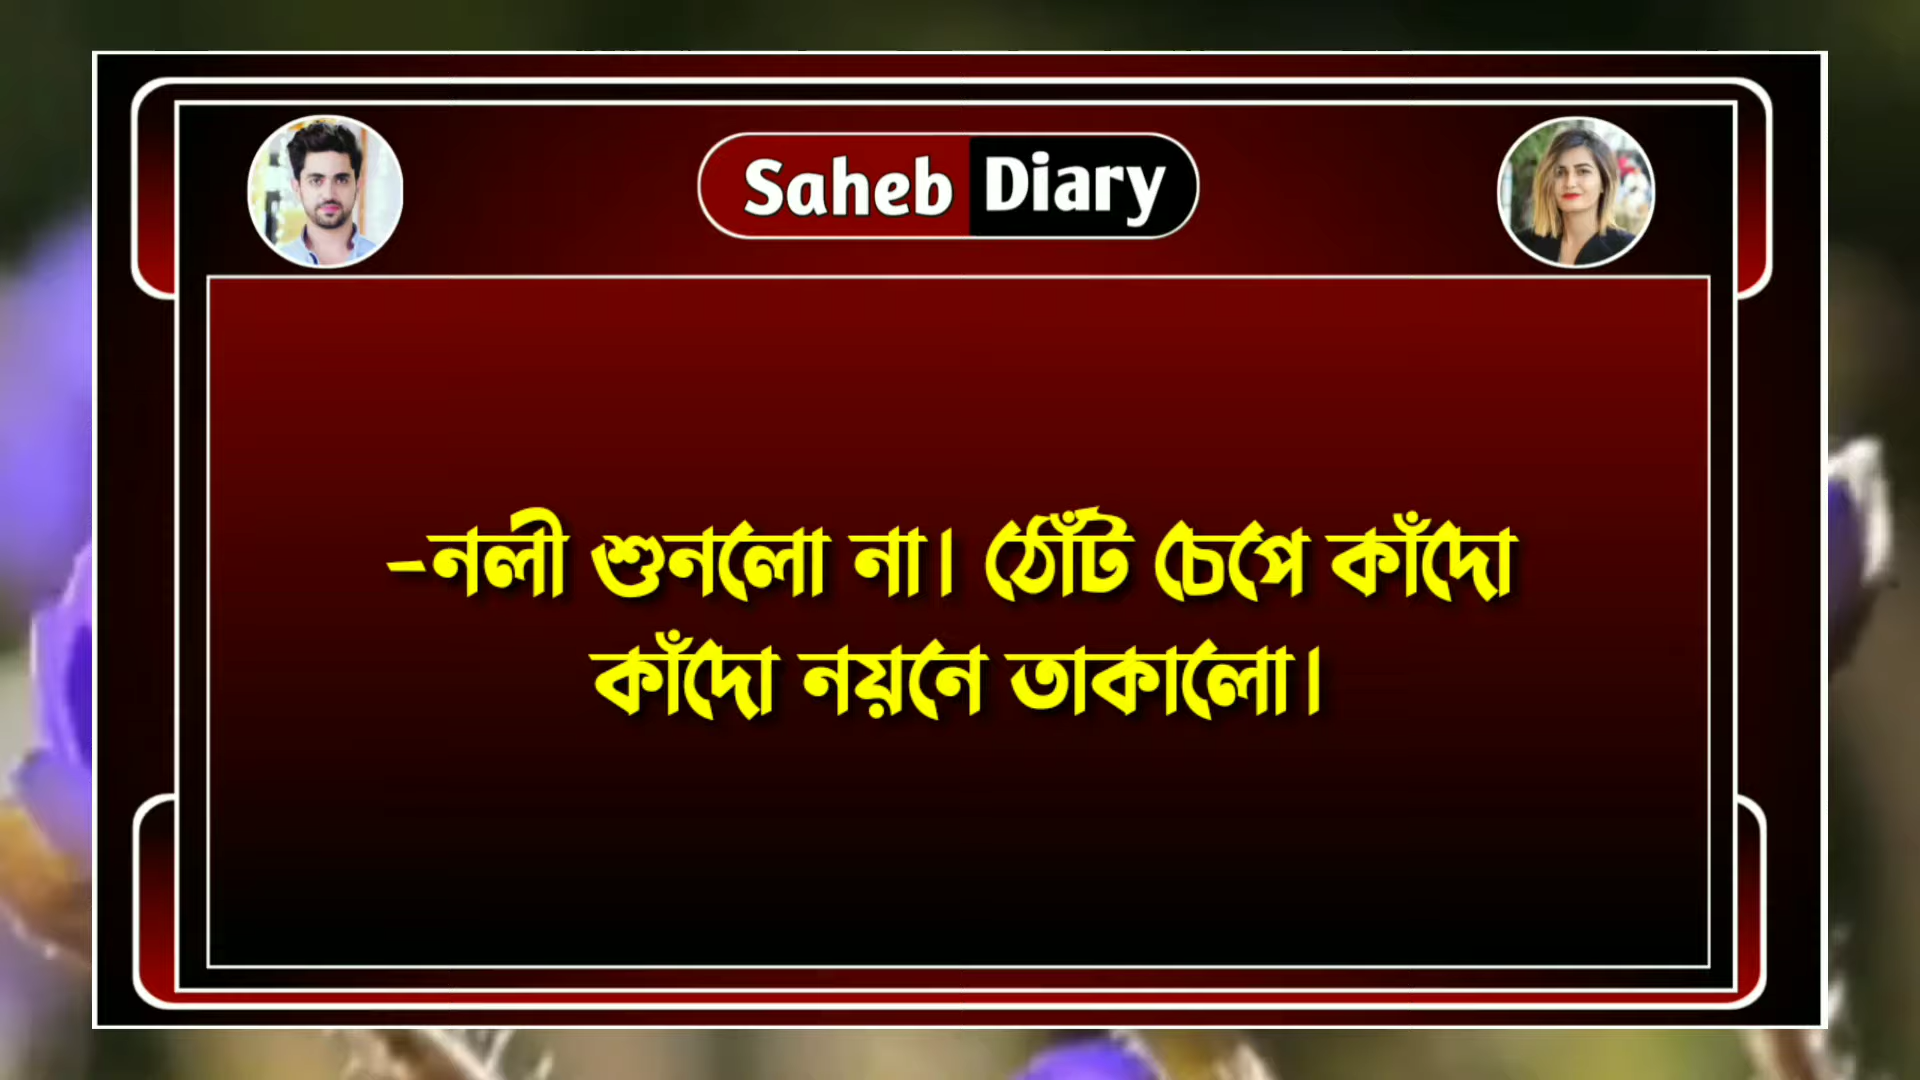 Saheb Diary
-নলী শুনলো না। ঠোঁট চেপে কাঁদো
কাঁদো নয়নে তাকালো।